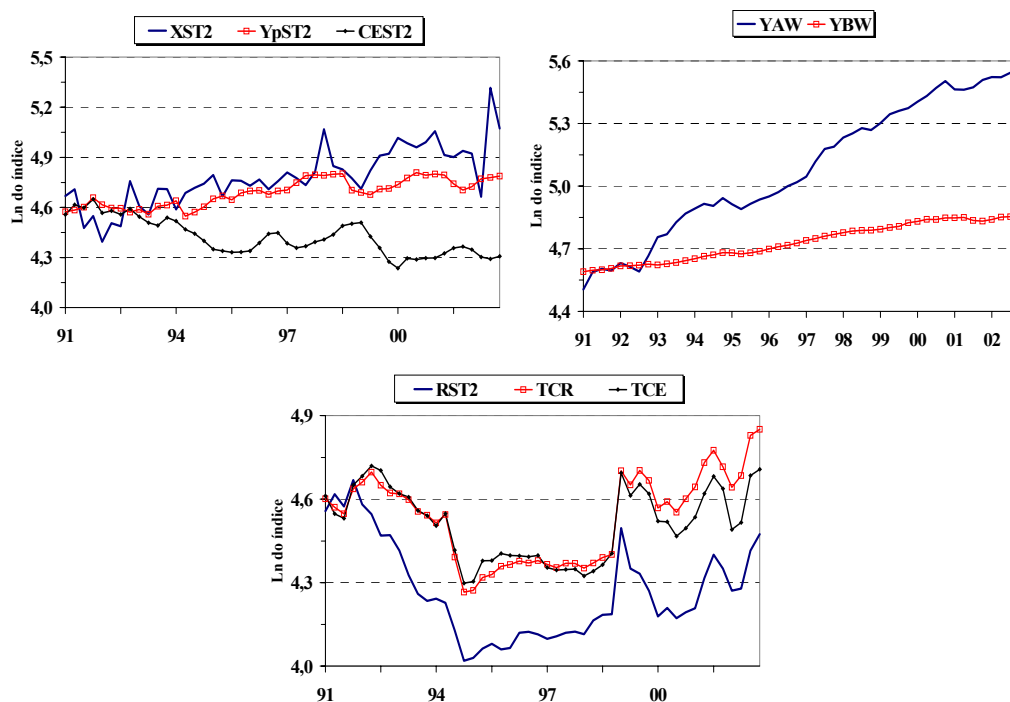 XST2 YpST2 CEST2
Ln do índice
5,5
5,2
4,9
4,6
4,3
4,0
91 94 97 00
YAW YBW
Ln do índice
5,6
5,3
5,0
4,7
4,4
91 92 93 94 95 96 97 98 99 00 01 02
RST2 TCR TCE
Ln do índice
4,9
4,6
4,3
4,0
91 94 97 00